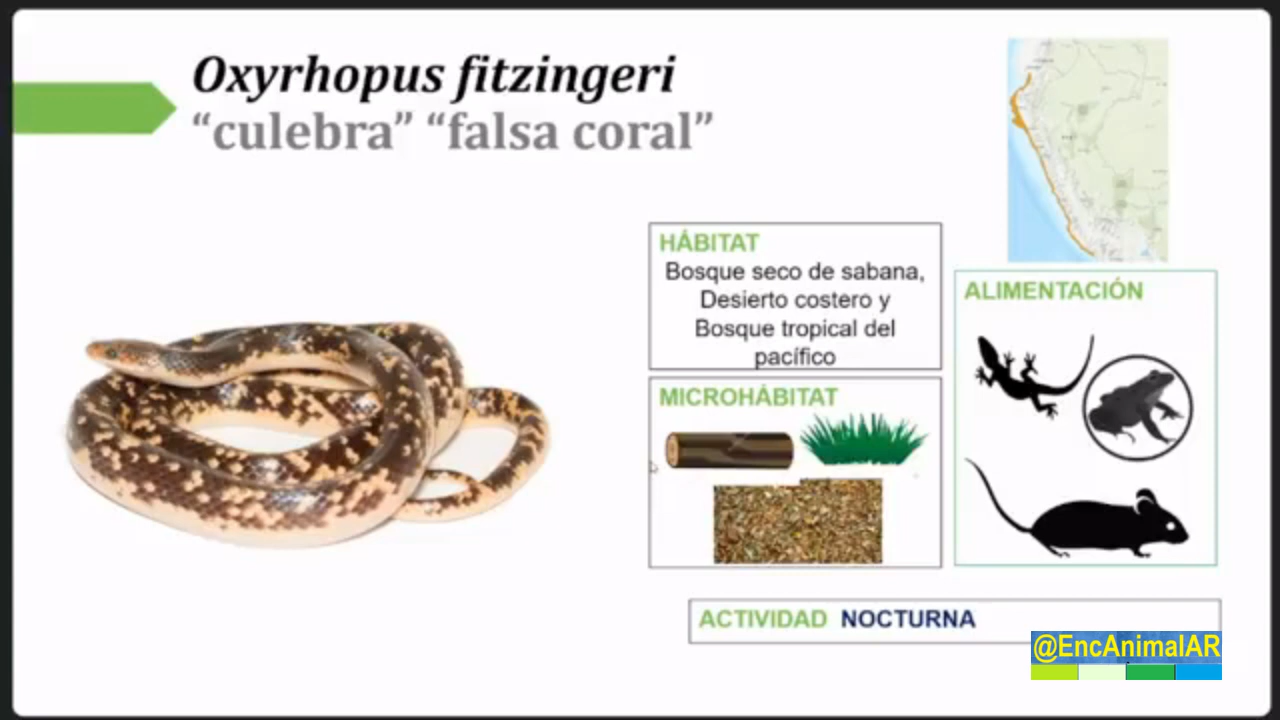 Oxyrhopus fitzingeri
“culebra” “falsa coral”
HÁBITAT
Bosque seco de sabana,
Desierto costero y
Bosque tropical del
pacífico
MICROHÁBITAT
ALIMENTACIÓN
ACTIVIDAD NOCTURNA
@EncAnimalAR